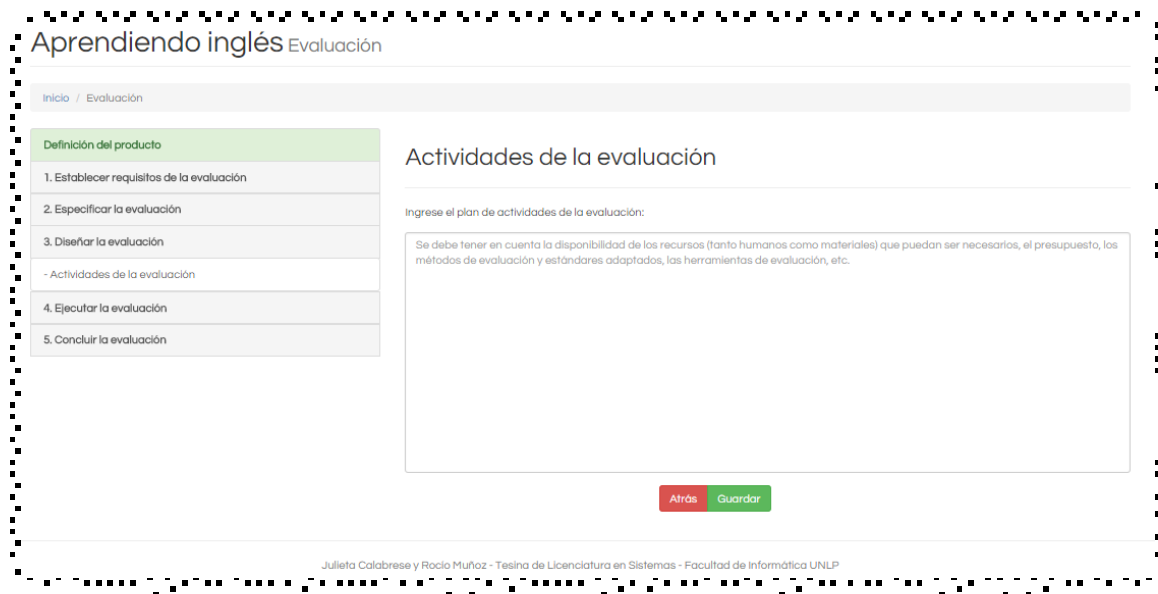 Aprendiendo inglés Evaluación
Inicio / Evaluación
Definición del producto
1. Establecer requisitos de la evaluación
2. Especificar la evaluación
3. Diseñar la evaluación
- Actividades de la evaluación
4. Ejecutar la evaluación
5. Concluir la evaluación
Actividades de la evaluación
Ingrese el plan de actividades de la evaluación:
Se debe tener en cuenta la disponibilidad de los recursos (tanto humanos como materiales) que puedan ser necesarios, el presupuesto, los
métodos de evaluación y estándares adaptados, las herramientas de evaluación, etc.
Atrás Guardar
Julieta Calabrese y Rocío Muñoz - Tesina de Licenciatura en Sistemas - Facultad de Informática UNLP